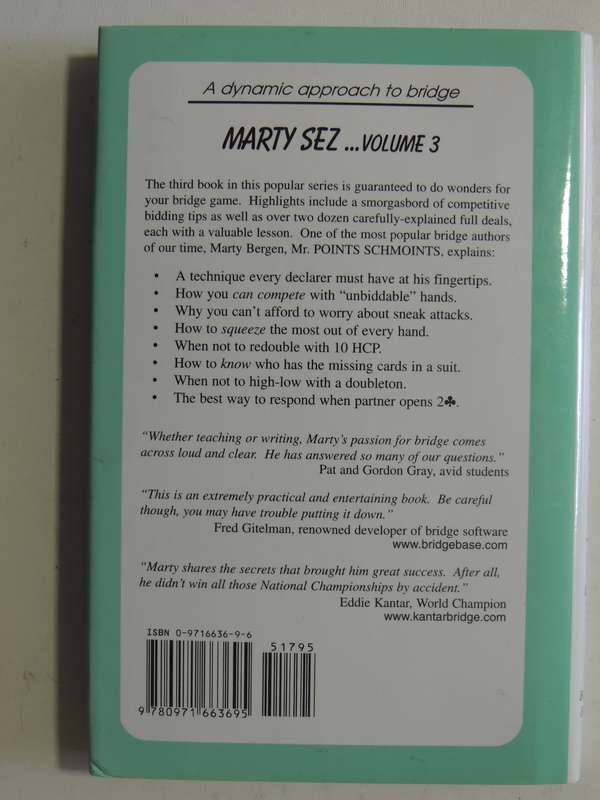 A dynamic approach to bridge
MARTY SEZ ...VOLUME 3
The third book in this popular series is guaranteed to do wonders for
your bridge game. Highlights include a smorgasbord of competitive
bidding tips as well as over two dozen carefully-explained full deals,
each with a valuable lesson. One of the most popular bridge authors
of our time, Marty Bergen, Mr. POINTS SCHMOINTS, explains:
• A technique every declarer must have at his fingertips.
• How you can compete with “unbiddable” hands.
• Why you can’t afford to worry about sneak attacks.
• How to squeeze the most out of every hand.
• When not to redouble with 10 HCP.
• How to know who has the missing cards in a suit.
• When not to high-low with a doubleton.
• The best way to respond when partner opens 2♣.
“Whether teaching or writing, Marty’s passion for bridge comes
across loud and clear. He has answered so many of our questions.”
Pat and Gordon Gray, avid students
“This is an extremely practical and entertaining book. Be careful
though, you may have trouble putting it down.”
Fred Gitelman, renowned developer of bridge software
www.bridgebase.com
“Marty shares the secrets that brought him great success. After all,
he didn’t win all those National Championships by accident.”
Eddie Kantar, World Champion
www.kantarbridge.com
ISBN 0-9716636-9-6
51795
9 780971 663695